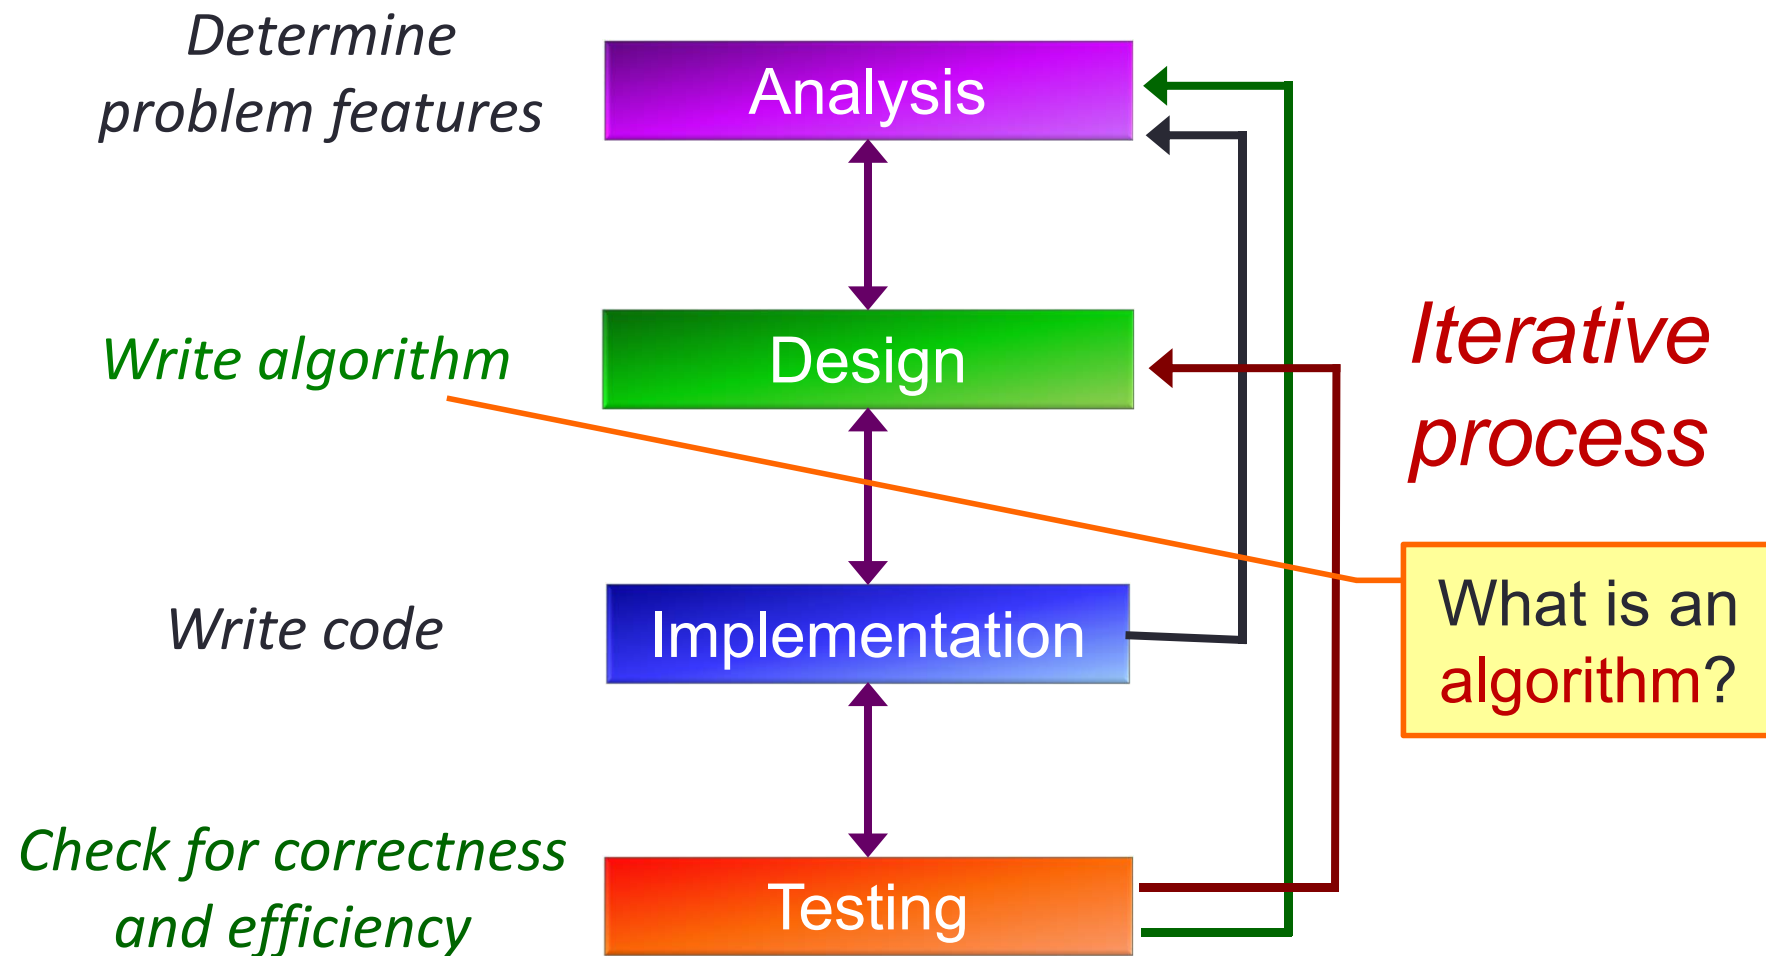 Determine
problem features
Analysis
Write algorithm
Design
Iterative
process
Write code
Implementation
What is an
algorithm?
Check for correctness
and efficiency
Testing